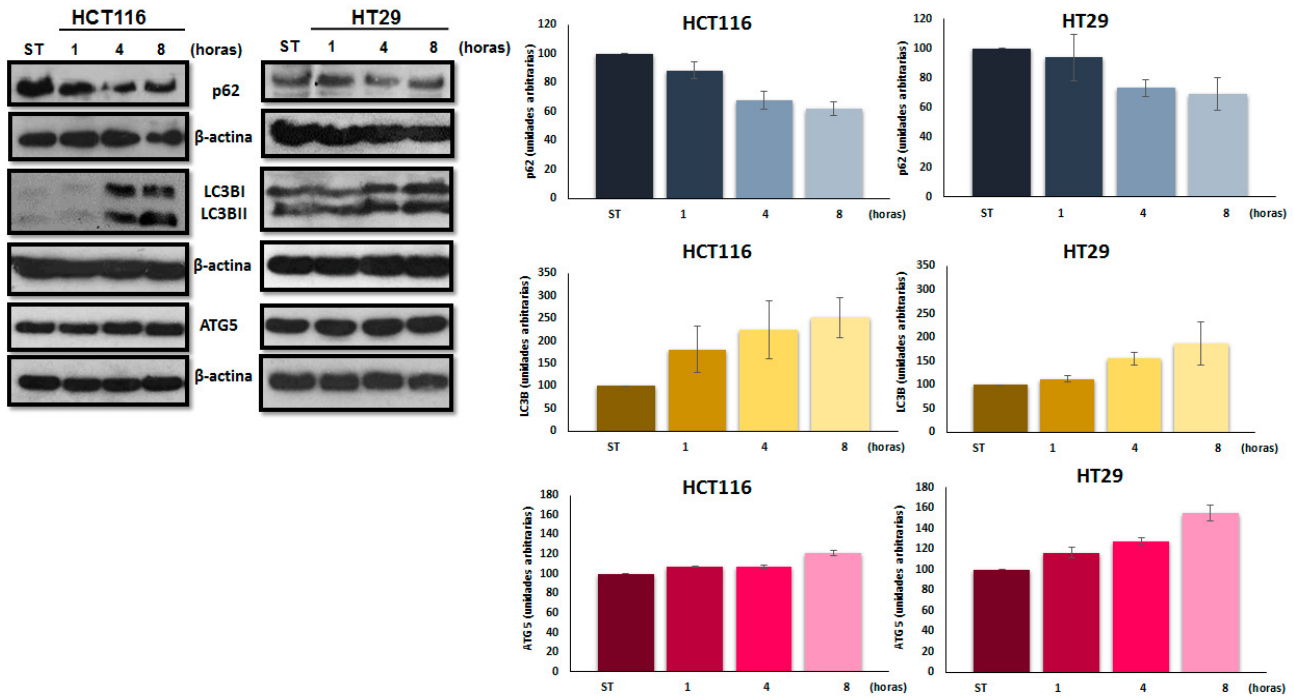 HCT116
ST 1 4 8 (horas)
HT29
ST 1 4 8 (horas)
p62
β-actina
LC3BI
LC3BII
β-actina
ATG5
β-actina
HCT116
p62 (unidades arbitrarias)
120
100
80
60
40
20
0
ST 1 4 8 (horas)
HT29
p62 (unidades arbitrarias)
120
100
80
60
40
20
0
ST 1 4 8 (horas)
HCT116
LC3B (unidades arbitrarias)
350
300
250
200
150
100
50
0
ST 1 4 8 (horas)
HT29
LC3B (unidades arbitrarias)
350
300
250
200
150
100
50
0
ST 1 4 8 (horas)
HCT116
ATG 5 (unidades arbitrarias)
180
160
140
120
100
80
60
40
20
0
ST 1 4 8 (horas)
HT29
ATG 5 (unidades arbitrarias)
180
160
140
120
100
80
60
40
20
0
ST 1 4 8 (horas)